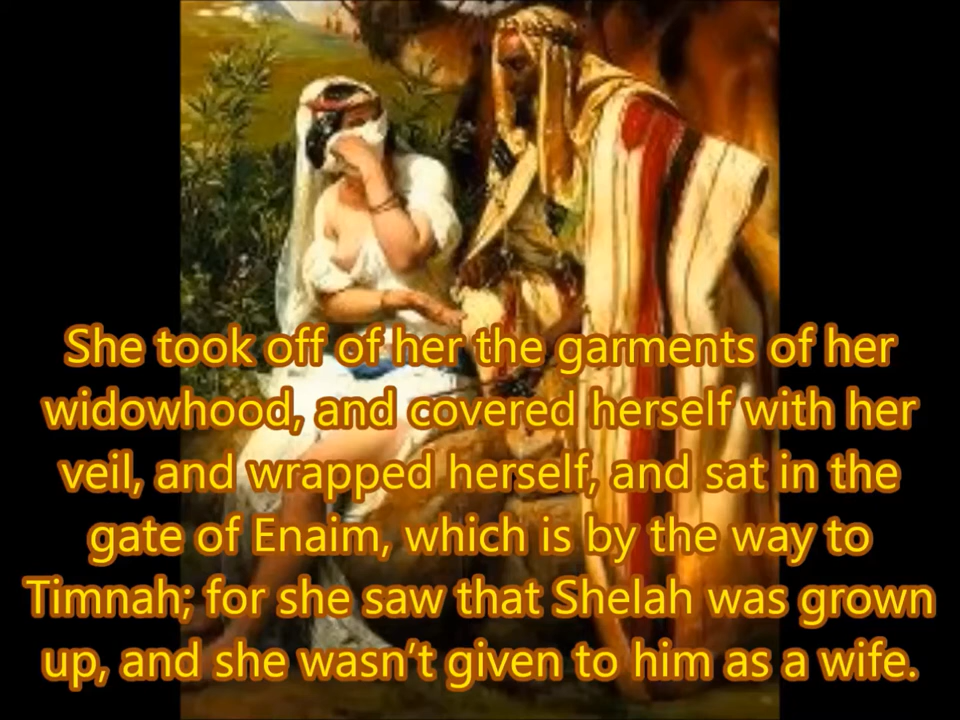 She took off of her the garments of her
widowhood, and covered herself with her
veil, and wrapped herself, and sat in the
gate of Enaim, which is by the way to
Timnah; for she saw that Shelah was grown
up, and she wasn’t given to him as a wife.